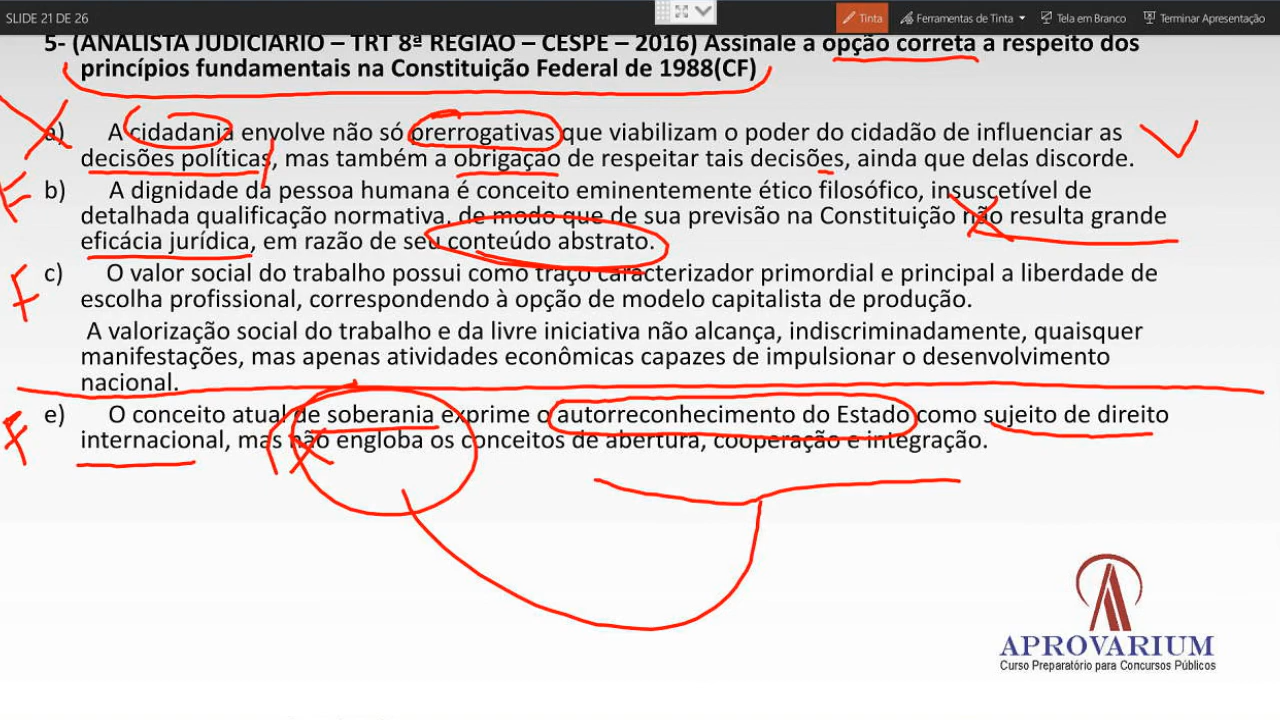 SLIDE 21 DE 26
Tinta
Ferramentas de Tinta
Tela em Branco
Terminar Apresentação
5- (ANALISTA JUDICIÁRIO – TRT 8ª REGIÃO – CESPE – 2016) Assinale a opção correta a respeito dos
princípios fundamentais na Constituição Federal de 1988(CF)
a) A cidadania envolve não só prerrogativas que viabilizam o poder do cidadão de influenciar as
decisões políticas, mas também a obrigação de respeitar tais decisões, ainda que delas discorde.
b) A dignidade da pessoa humana é conceito eminentemente ético filosófico, insuscetível de
detalhada qualificação normativa, de modo que de sua previsão na Constituição não resulta grande
eficácia jurídica, em razão de seu conteúdo abstrato.
c) O valor social do trabalho possui como traço caracterizador primordial e principal a liberdade de
escolha profissional, correspondendo à opção de modelo capitalista de produção.
A valorização social do trabalho e da livre iniciativa não alcança, indiscriminadamente, quaisquer
manifestações, mas apenas atividades econômicas capazes de impulsionar o desenvolvimento
nacional.
e) O conceito atual de soberania exprime o autorreconhecimento do Estado como sujeito de direito
internacional, mas não engloba os conceitos de abertura, cooperação e integração.
APROVARIUM
Curso Preparatório para Concursos Públicos